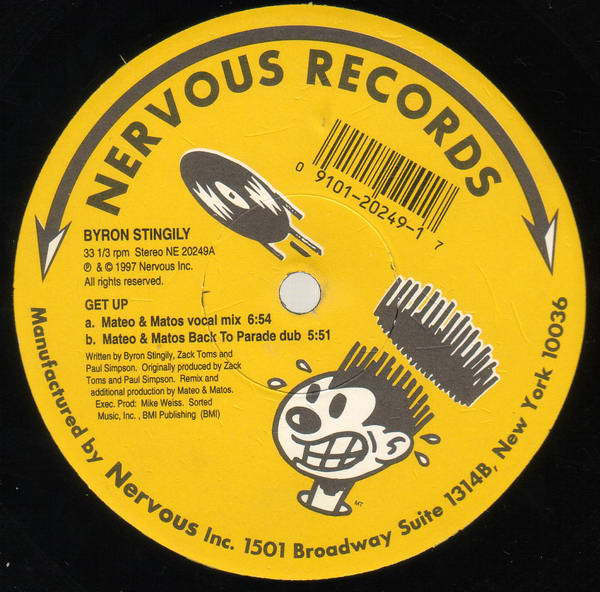 NERVOUS RECORDS
0 9101-20249-1 7
WOW
BYRON STINGILY
33 1/3 rpm Stereo NE 20249A
℗ & © 1997 Nervous Inc.
All rights reserved.
GET UP
a. Mateo & Matos vocal mix 6:54
b. Mateo & Matos Back To Parade dub 5:51
Written by Byron Stingily, Zack Toms and
Paul Simpson. Originally produced by Zack
Toms and Paul Simpson. Remix and
additional production by Mateo & Matos.
Exec. Prod: Mike Weiss. Sorted
Music, Inc. , BMI Publishing (BMI)
MT
Manufactured by Nervous Inc. 1501 Broadway Suite 1314B, New York 10036